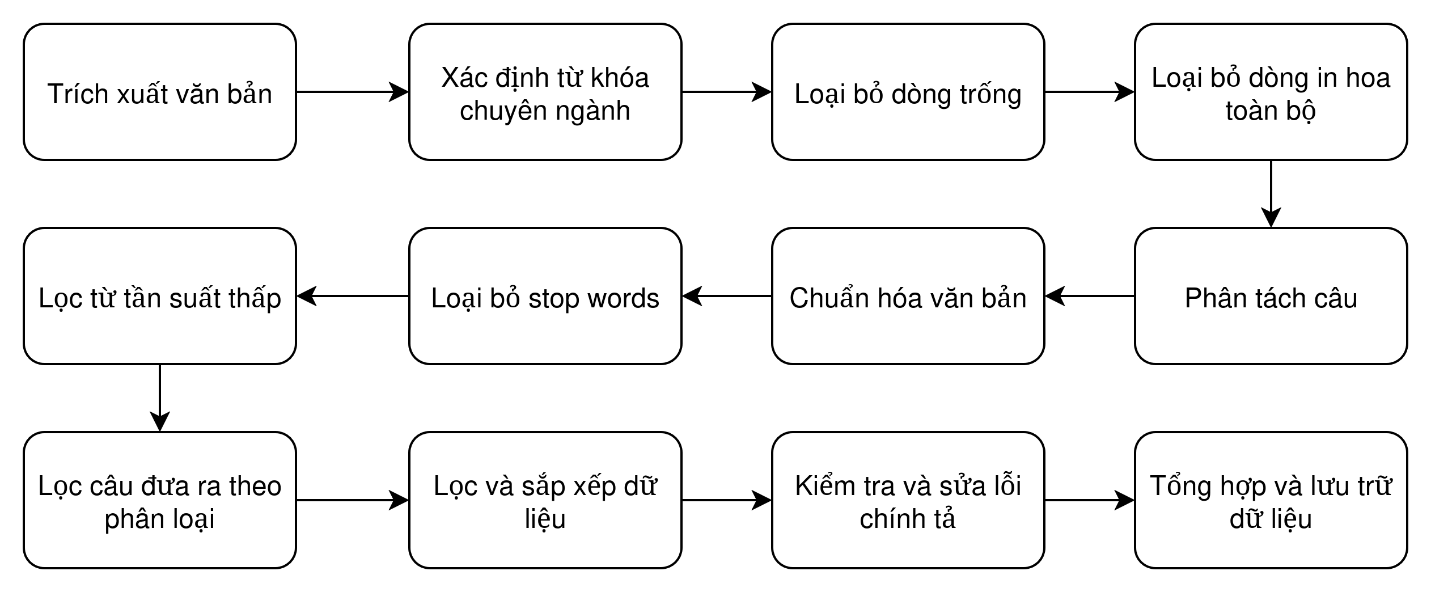 Trích xuất văn bản
Xác định từ khóa
chuyên ngành
Loại bỏ dòng trống
Loại bỏ dòng in hoa
toàn bộ
Phân tách câu
Chuẩn hóa văn bản
Loại bỏ stop words
Lọc từ tần suất thấp
Lọc câu đưa ra theo
phân loại
Lọc và sắp xếp dữ
liệu
Kiểm tra và sửa lỗi
chính tả
Tổng hợp và lưu trữ
dữ liệu